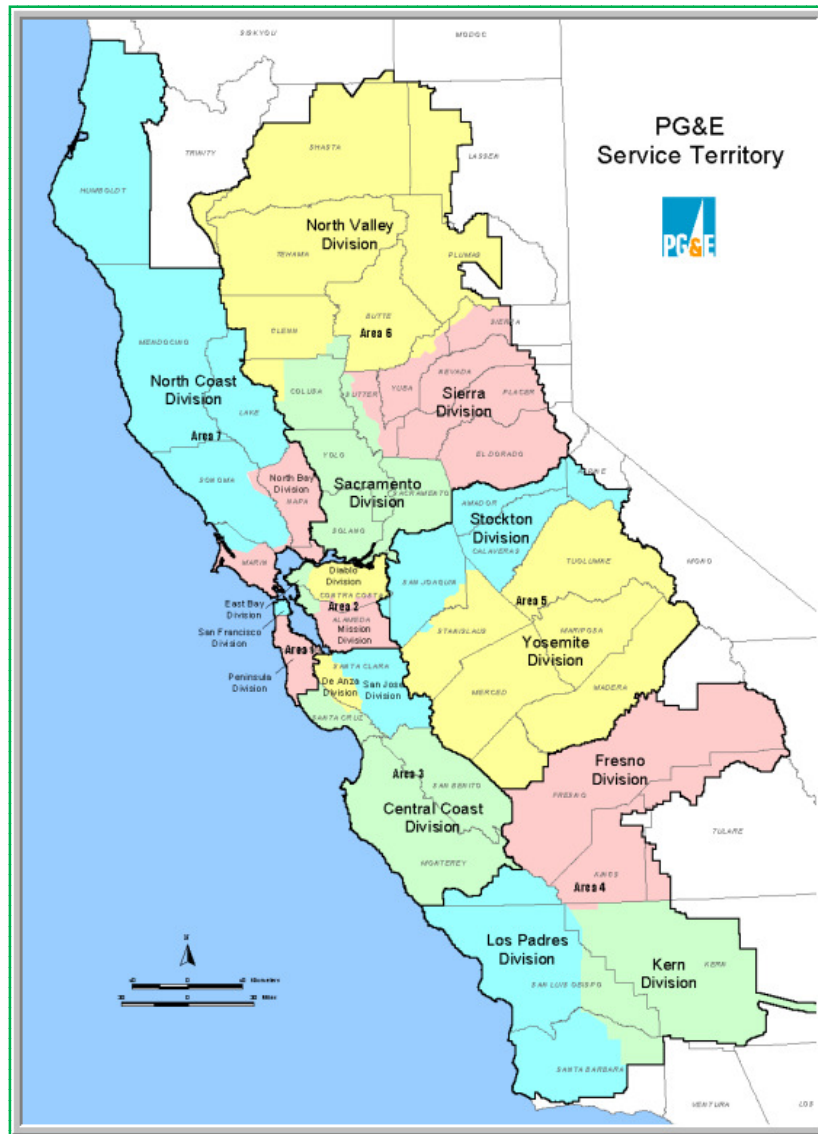 SISKIYOU
MODOC
PG&E
Service Territory
PG&E
TRINITY
SHASTA
LASSEN
HUMBOLDT
North Valley
Division
TEHAMA
PLUMAS
BUTTE
Area 6
GLENN
SIERRA
MENDOCINO
North Coast
Division
Area 7
LAKE
COLUSA
SUTTER
YUBA
NEVADA
PLACER
Sierra
Division
EL DORADO
YOLO
SONOMA
North Bay
Division
NAPA
Sacramento
Division
SACRAMENTO
SOLANO
ALPINE
AMADOR
Stockton
Division
CALAVERAS
MARIN
SAN JOAQUIN
TUOLUMNE
MONO
Diablo
Division
CONTRA COSTA
Area 2
ALAMEDA
Mission
Division
East Bay
Division
San Francisco
Division
Area 1
Peninsula
Division
Area 5
STANISLAUS
MARIPOSA
Yosemite
Division
MERCED
MADERA
SANTA CLARA
De Anza
Division
San Jose
Division
SANTA CRUZ
Area 3
SAN BENITO
Central Coast
Division
MONTEREY
Fresno
Division
FRESNO
TULARE
KINGS
Area 4
Los Padres
Division
SAN LUIS OBISPO
Kern
Division
KERN
SANTA BARBARA
VENTURA
LOS